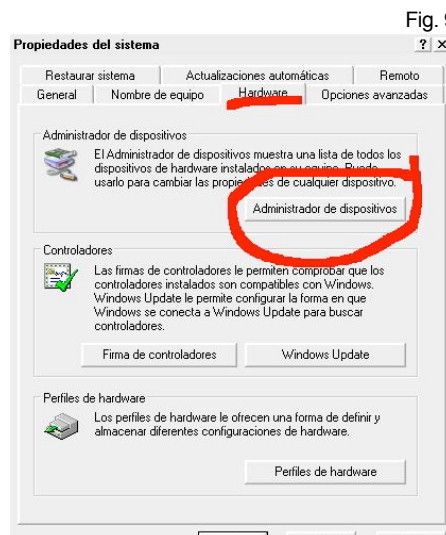 Fig. 9
Propiedades del sistema
Restaurar sistema Actualizaciones automáticas Remoto
General Nombre de equipo Hardware Opciones avanzadas
Administrador de dispositivos
El Administrador de dispositivos muestra una lista de todos los
dispositivos de hardware instalados en su equipo. Puede
usarlo para cambiar las propiedades de cualquier dispositivo.
Administrador de dispositivos
Controladores
Las firmas de controladores le permiten comprobar que los
controladores instalados son compatibles con Windows.
Windows Update le permite configurar la forma en que
Windows se conecta a Windows Update para buscar
controladores.
Firma de controladores Windows Update
Perfiles de hardware
Los perfiles de hardware le ofrecen una forma de definir y
almacenar diferentes configuraciones de hardware.
Perfiles de hardware